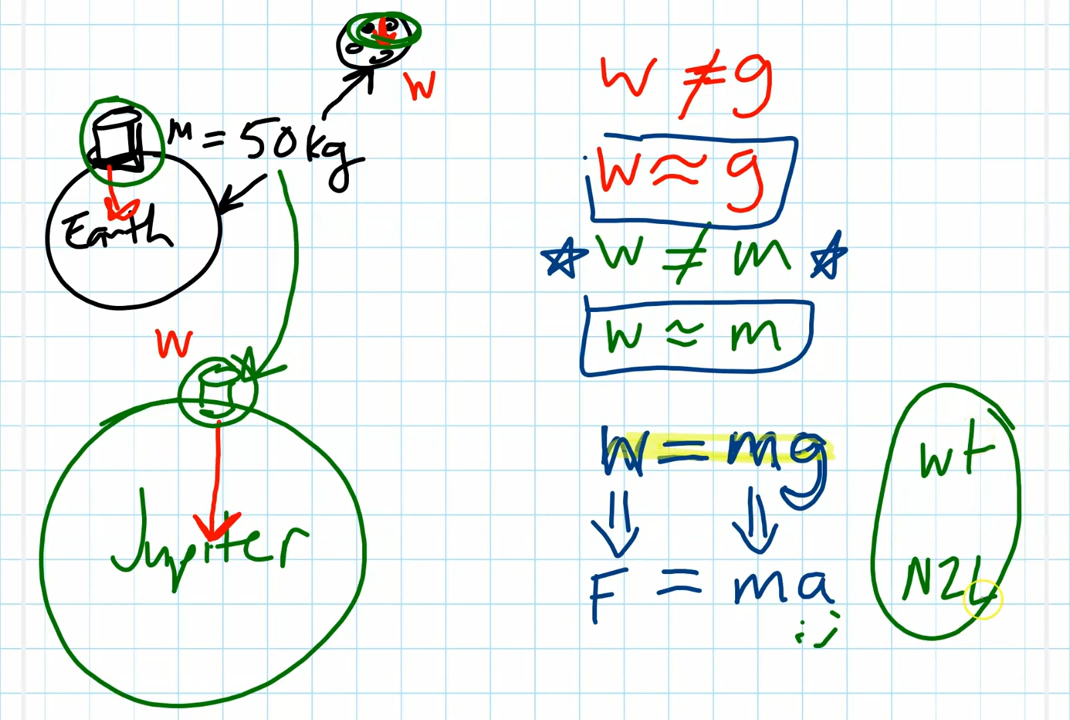 W
M = 50kg
Earth
W
Jupiter
W ≠ g
W ≈ g
☆ W ≠ m ☆
W ≈ m
W = mg
⇓ ⇓
F = ma
:)
wt
N2L